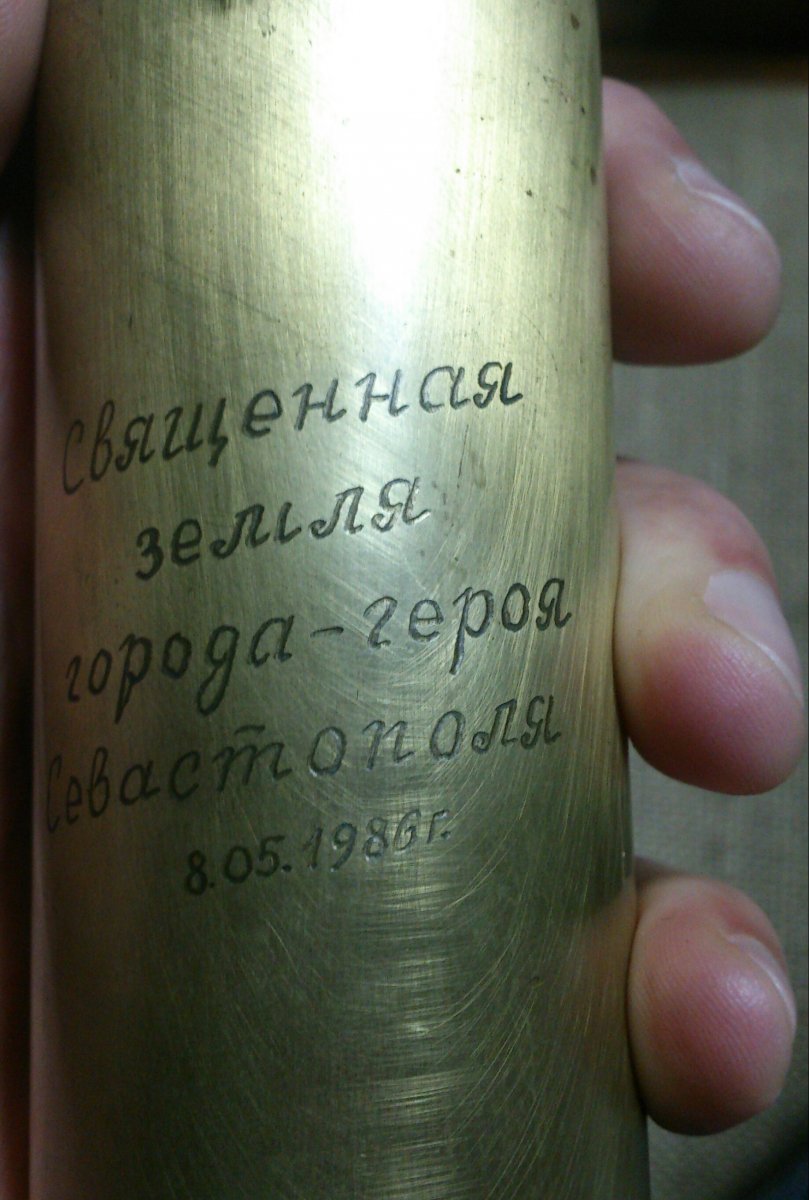 Священная
земля
города-героя
Севастополя
8.05.1986г.